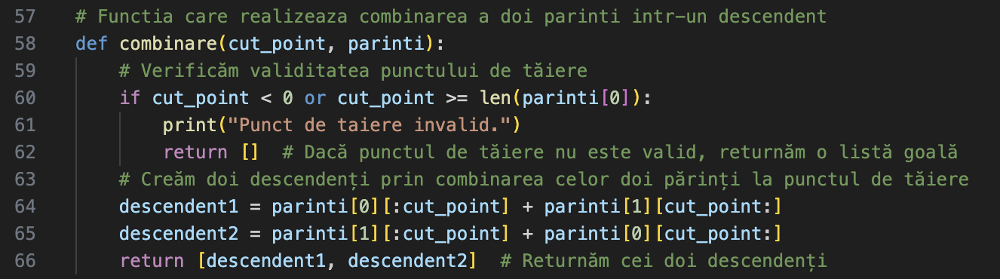 57 # Functia care realizeaza combinarea a doi parinti intr-un descendent
58 def combinare(cut_point, parinti):
59     # Verificăm validitatea punctului de tăiere
60     if cut_point < 0 or cut_point >= len(parinti[0]):
61         print("Punct de taiere invalid.")
62         return []  # Dacă punctul de tăiere nu este valid, returnăm o listă goală
63     # Creăm doi descendenți prin combinarea celor doi părinți la punctul de tăiere
64     descendent1 = parinti[0][:cut_point] + parinti[1][cut_point:]
65     descendent2 = parinti[1][:cut_point] + parinti[0][cut_point:]
66     return [descendent1, descendent2]  # Returnăm cei doi descendenți